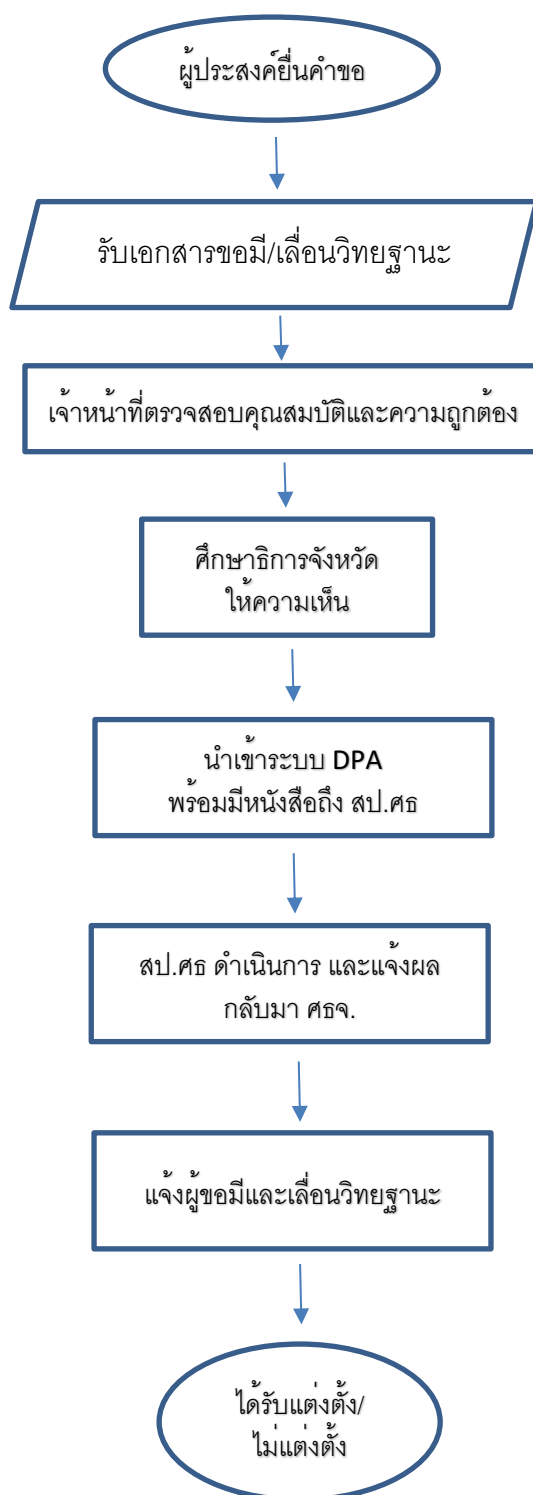 ผู้ประสงค์ยื่นคำขอ
รับเอกสารขอมี/เลื่อนวิทยฐานะ
เจ้าหน้าที่ตรวจสอบคุณสมบัติและความถูกต้อง
ศึกษาธิการจังหวัด
ให้ความเห็น
นำเข้าระบบ DPA
พร้อมมีหนังสือถึง สป.ศธ
สป.ศธ ดำเนินการ และแจ้งผล
กลับมา ศธจ.
แจ้งผู้ขอมีและเลื่อนวิทยฐานะ
ได้รับแต่งตั้ง/
ไม่แต่งตั้ง